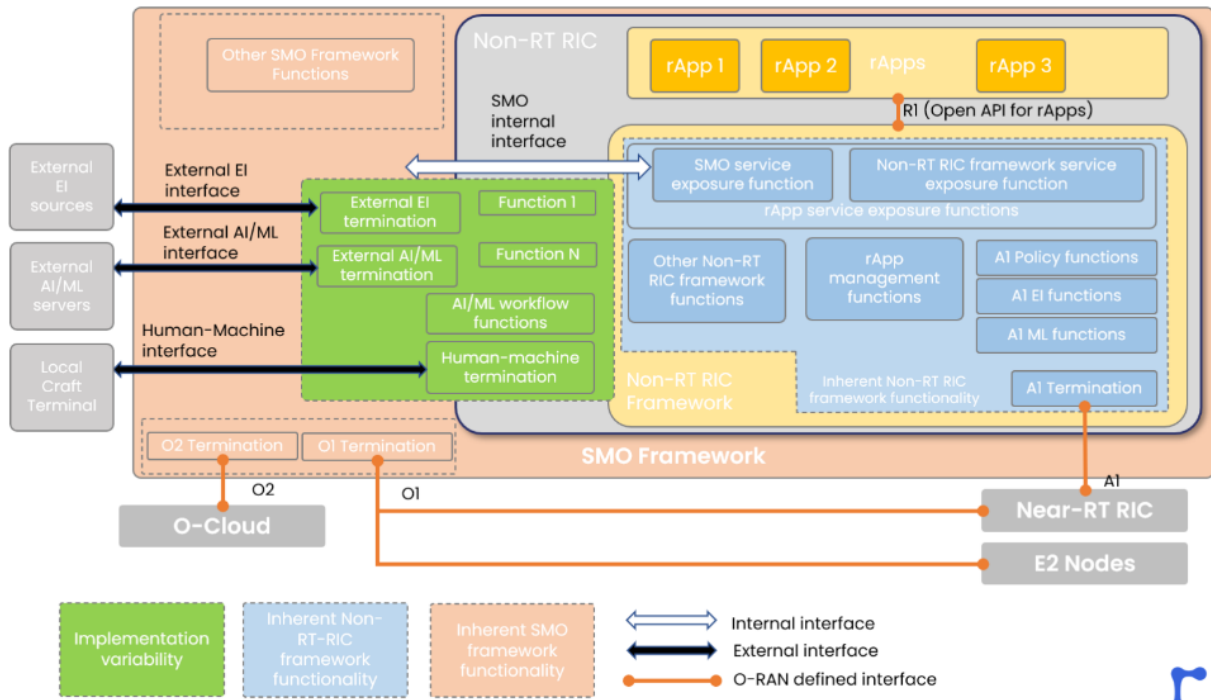 Other SMO Framework
Functions
Non-RT RIC
rApp 1
rApp 2
rApps
rApp 3
SMO
internal
interface
R1 (Open API for rApps)
External
EI
sources
External EI
interface
SMO service
exposure function
Non-RT RIC framework service
exposure function
rApp service exposure functions
External EI
termination
Function 1
External AI/ML
interface
External
AI/ML
servers
External AI/ML
termination
Function N
Other Non-RT
RIC framework
functions
rApp
management
functions
A1 Policy functions
A1 EI functions
A1 ML functions
AI/ML workflow
functions
Human-Machine
interface
Local
Craft
Terminal
Human-machine
termination
Non-RT RIC
Framework
Inherent Non-RT RIC
framework functionality
A1 Termination
O2 Termination
O1 Termination
SMO Framework
O2
O1
A1
O-Cloud
Near-RT RIC
E2 Nodes
Implementation
variability
Inherent Non-
RT-RIC
framework
functionality
Inherent SMO
framework
functionality
Internal interface
External interface
O-RAN defined interface